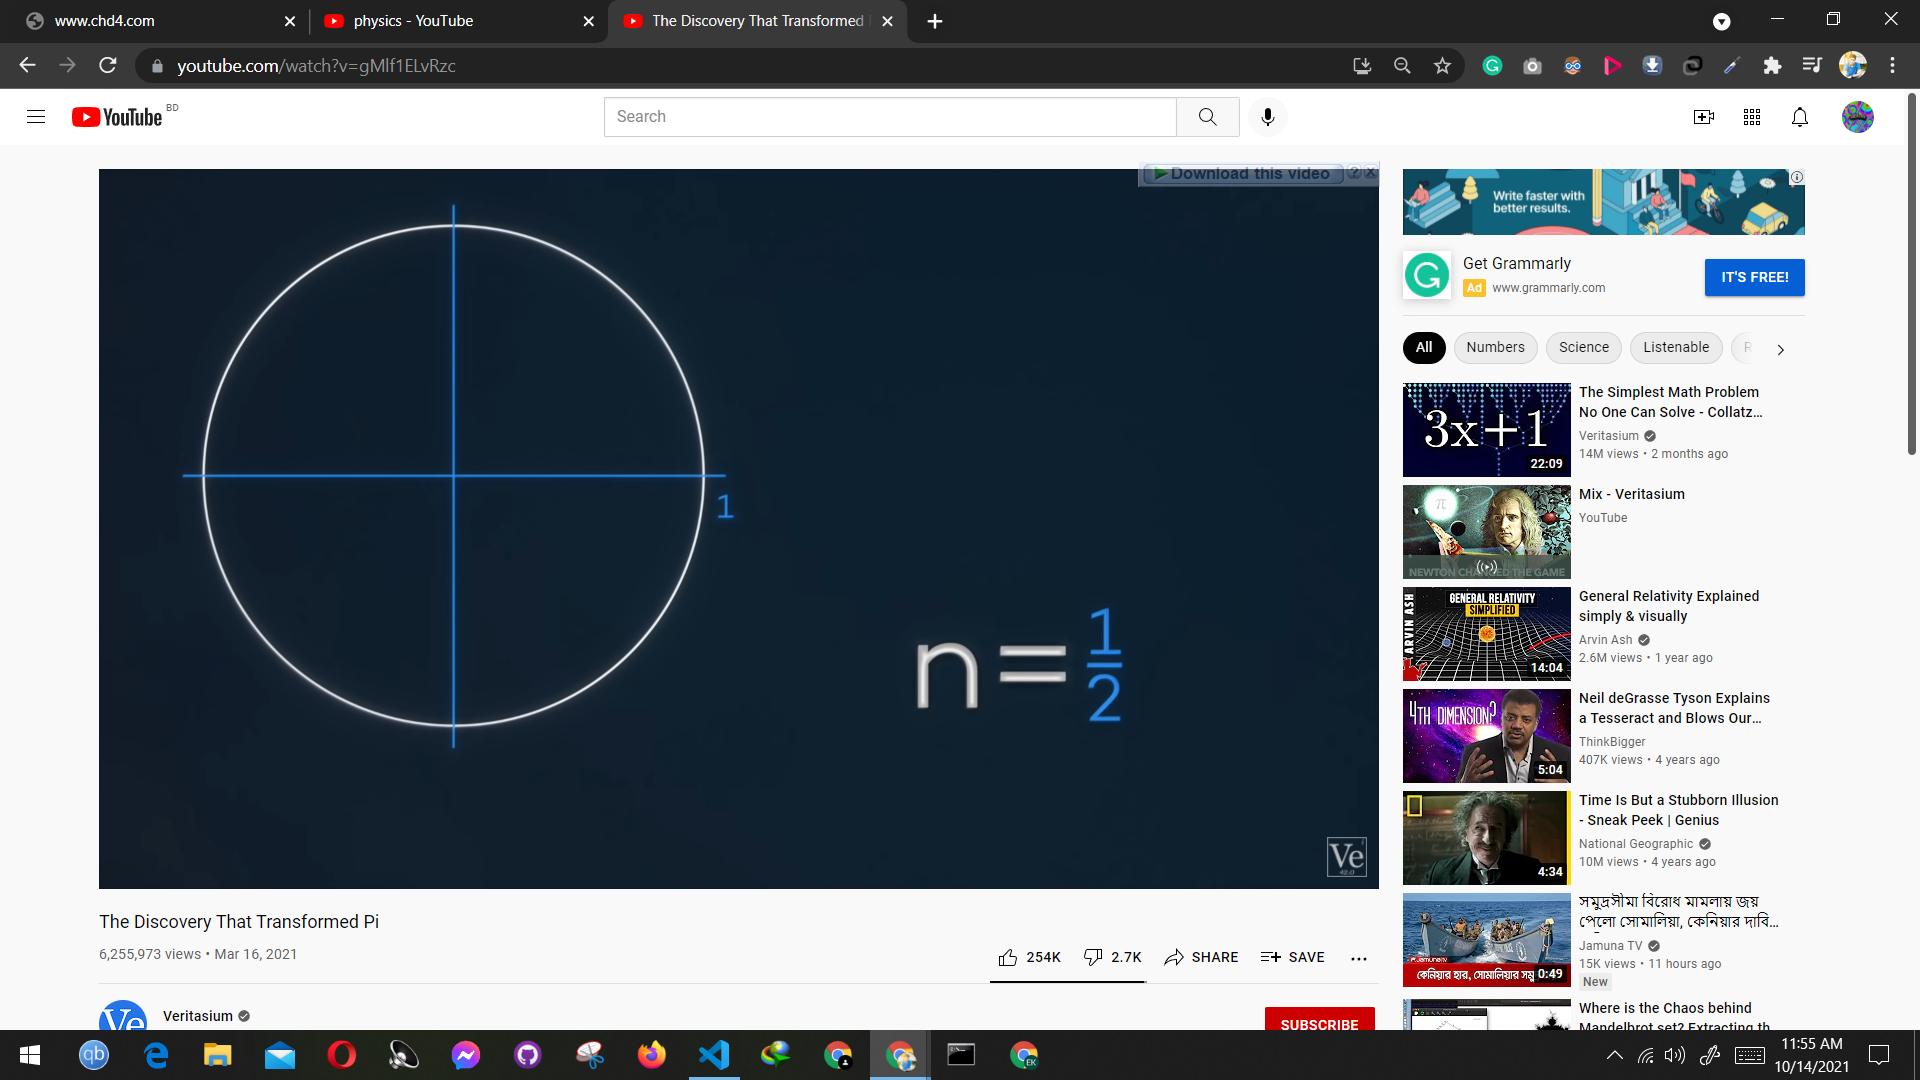 www.chd4.com
physics - YouTube
The Discovery That Transformed
youtube.com/watch?v=gMlf1ELvRzc
YouTube BD
Search
Download this video
1
n=1/2
Ve
42.0
Write faster with
better results.
Get Grammarly
Ad www.grammarly.com
IT'S FREE!
All Numbers Science Listenable
3x+1
22:09
The Simplest Math Problem
No One Can Solve - Collatz...
Veritasium
14M views • 2 months ago
π
NEWTON CHANGED THE GAME
Mix - Veritasium
YouTube
ARVIN ASH
GENERAL RELATIVITY
SIMPLIFIED
14:04
General Relativity Explained
simply & visually
Arvin Ash
2.6M views • 1 year ago
4TH DIMENSION?
5:04
Neil deGrasse Tyson Explains
a Tesseract and Blows Our...
ThinkBigger
407K views • 4 years ago
4:34
Time Is But a Stubborn Illusion
- Sneak Peek | Genius
National Geographic
10M views • 4 years ago
JamunaTV
কেনিয়ার হার, সোমালিয়ার
0:49
সমুদ্রসীমা বিরোধ মামলায় জয়
পেলো সোমালিয়া, কেনিয়ার দাবি...
Jamuna TV
15K views • 11 hours ago
New
Where is the Chaos behind
Mandelbrot set? Extracting th
The Discovery That Transformed Pi
6,255,973 views • Mar 16, 2021
254K 2.7K SHARE SAVE
Ve
Veritasium
SUBSCRIBE
qb
EK
11:55 AM
10/14/2021